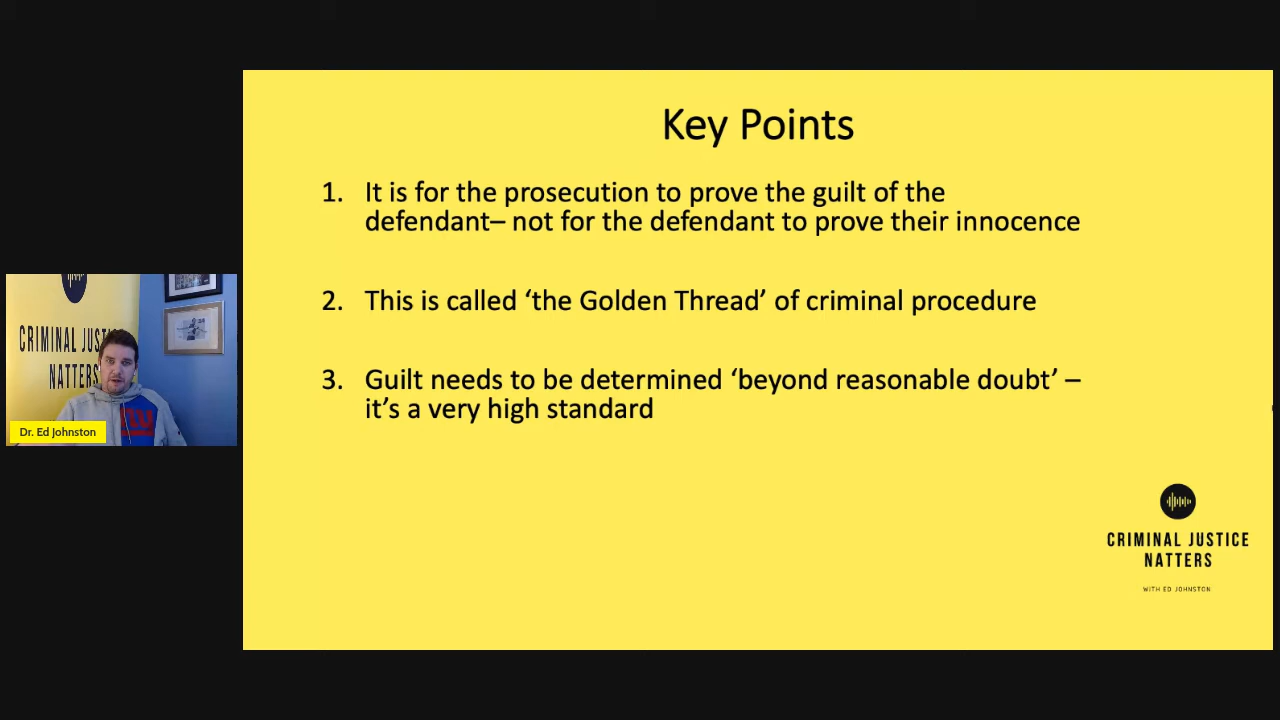 Key Points
1. It is for the prosecution to prove the guilt of the
defendant– not for the defendant to prove their innocence
2. This is called ‘the Golden Thread’ of criminal procedure
3. Guilt needs to be determined ‘beyond reasonable doubt’ –
it’s a very high standard
CRIMINAL JUST
NATTERS
NY
Dr. Ed Johnston
CRIMINAL JUSTICE
NATTERS
WITH ED JOHNSTON